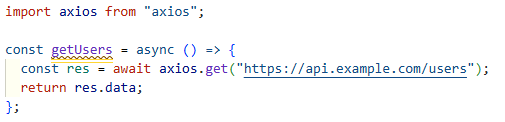 import axios from "axios";

const getUsers = async () => {
  const res = await axios.get("https://api.example.com/users");
  return res.data;
};